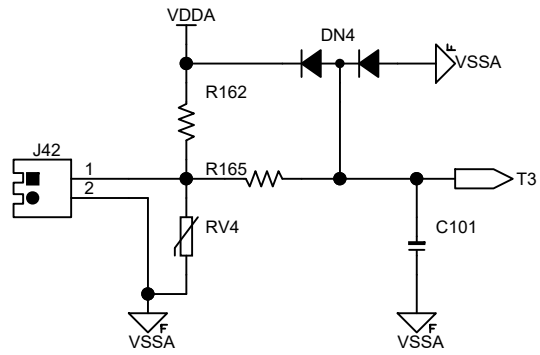 VDDA
DN4
F
VSSA
R162
J42
1
R165
2
T3
RV4
C101
F
VSSA
F
VSSA